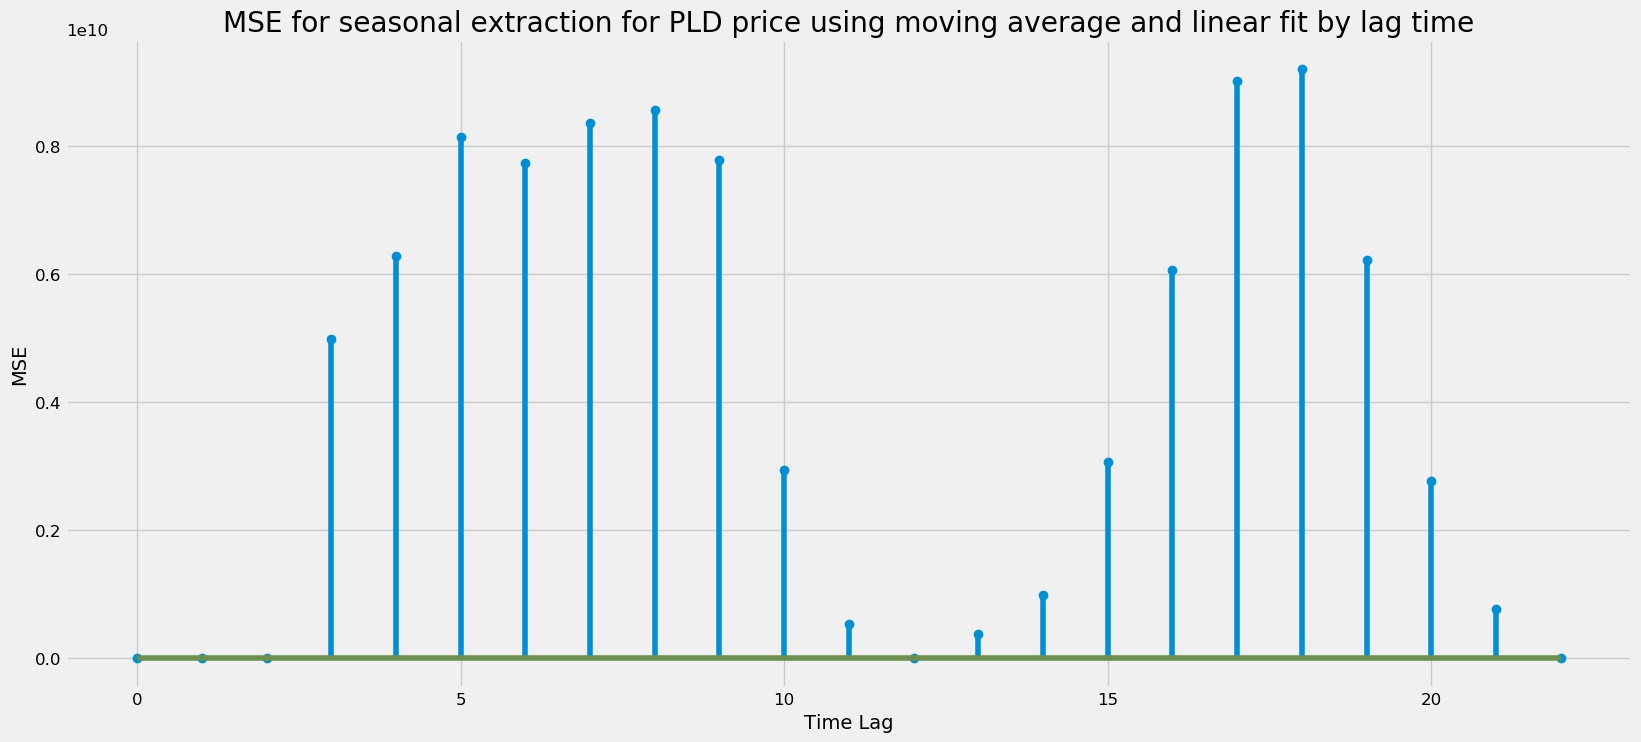 MSE for seasonal extraction for PLD price using moving average and linear fit by lag time
1e10
0.8
0.6
0.4
0.2
0.0
MSE
0 5 10 15 20
Time Lag